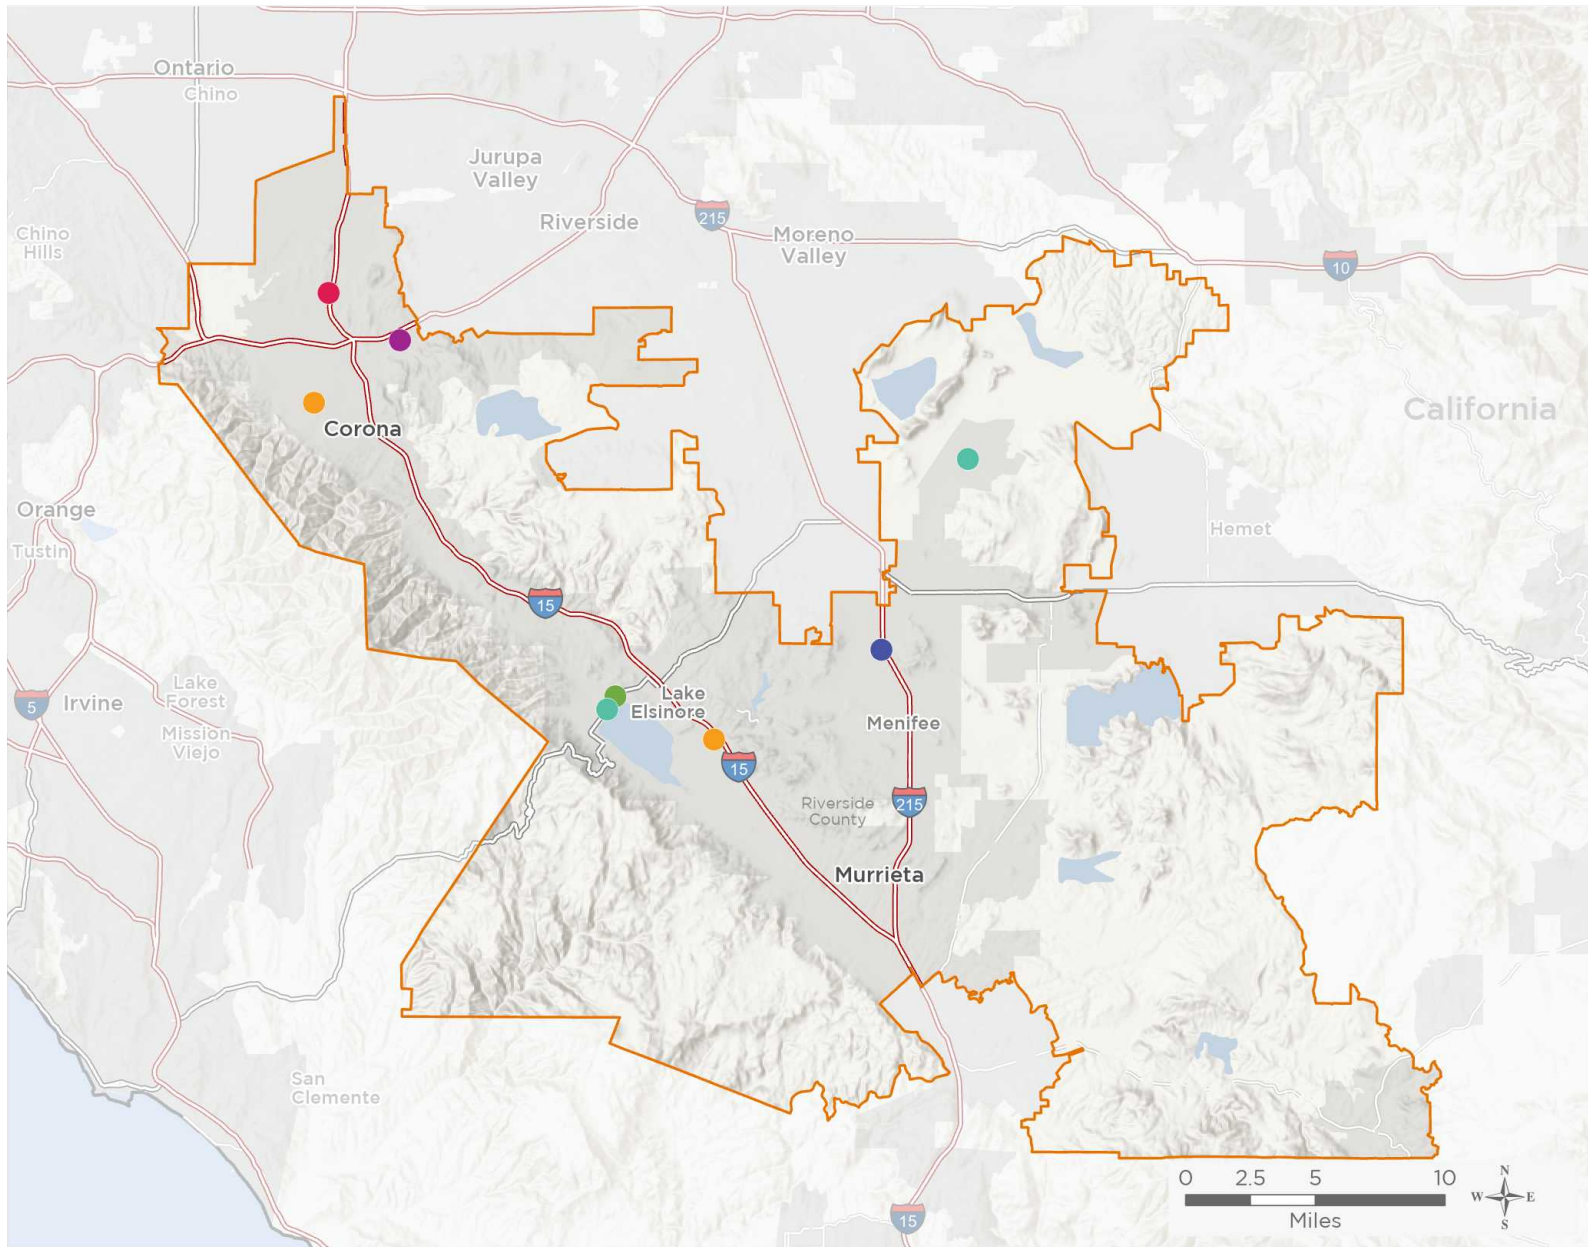 Ontario
Chino
Jurupa
Valley
Riverside
215
Moreno
Valley
Chino
Hills
10
California
Corona
Orange
Tustin
Hemet
15
Lake
Forest
5
Irvine
Mission
Viejo
Lake
Elsinore
Menifee
15
215
Riverside
County
Murrieta
San
Clemente
0 2.5 5 10
Miles
N
W E
S
15